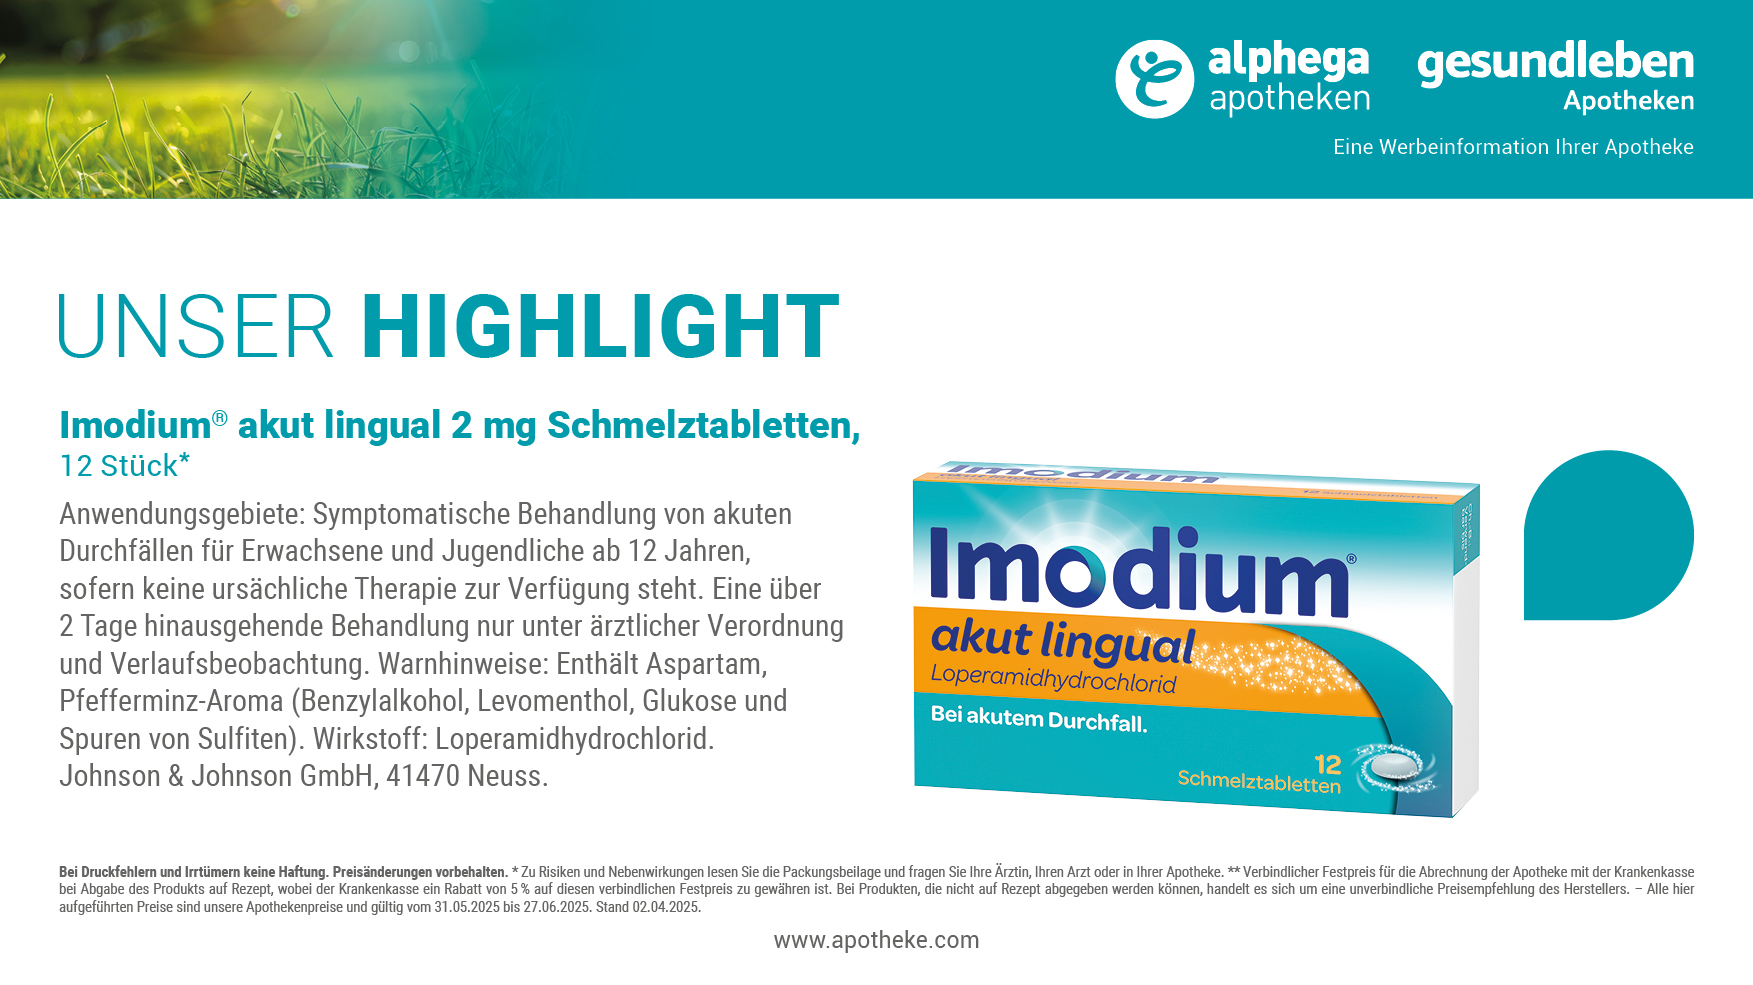 alphega
apotheken
gesundleben
Apotheken
Eine Werbeinformation Ihrer Apotheke
UNSER HIGHLIGHT
Imodium® akut lingual 2 mg Schmelztabletten,
12 Stück*
Anwendungsgebiete: Symptomatische Behandlung von akuten
Durchfällen für Erwachsene und Jugendliche ab 12 Jahren,
sofern keine ursächliche Therapie zur Verfügung steht. Eine über
2 Tage hinausgehende Behandlung nur unter ärztlicher Verordnung
und Verlaufsbeobachtung. Warnhinweise: Enthält Aspartam,
Pfefferminz-Aroma (Benzylalkohol, Levomenthol, Glukose und
Spuren von Sulfiten). Wirkstoff: Loperamidhydrochlorid.
Johnson & Johnson GmbH, 41470 Neuss.
Imodium
akut lingual
12 Schmelztabletten
Imodium®
akut lingual
Loperamidhydrochlorid
Bei akutem Durchfall.
12
Schmelztabletten
Bei Druckfehlern und Irrtümern keine Haftung. Preisänderungen vorbehalten. * Zu Risiken und Nebenwirkungen lesen Sie die Packungsbeilage und fragen Sie Ihre Ärztin, Ihren Arzt oder in Ihrer Apotheke. ** Verbindlicher Festpreis für die Abrechnung der Apotheke mit der Krankenkasse
bei Abgabe des Produkts auf Rezept, wobei der Krankenkasse ein Rabatt von 5 % auf diesen verbindlichen Festpreis zu gewähren ist. Bei Produkten, die nicht auf Rezept abgegeben werden können, handelt es sich um eine unverbindliche Preisempfehlung des Herstellers. – Alle hier
aufgeführten Preise sind unsere Apothekenpreise und gültig vom 31.05.2025 bis 27.06.2025. Stand 02.04.2025.
www.apotheke.com